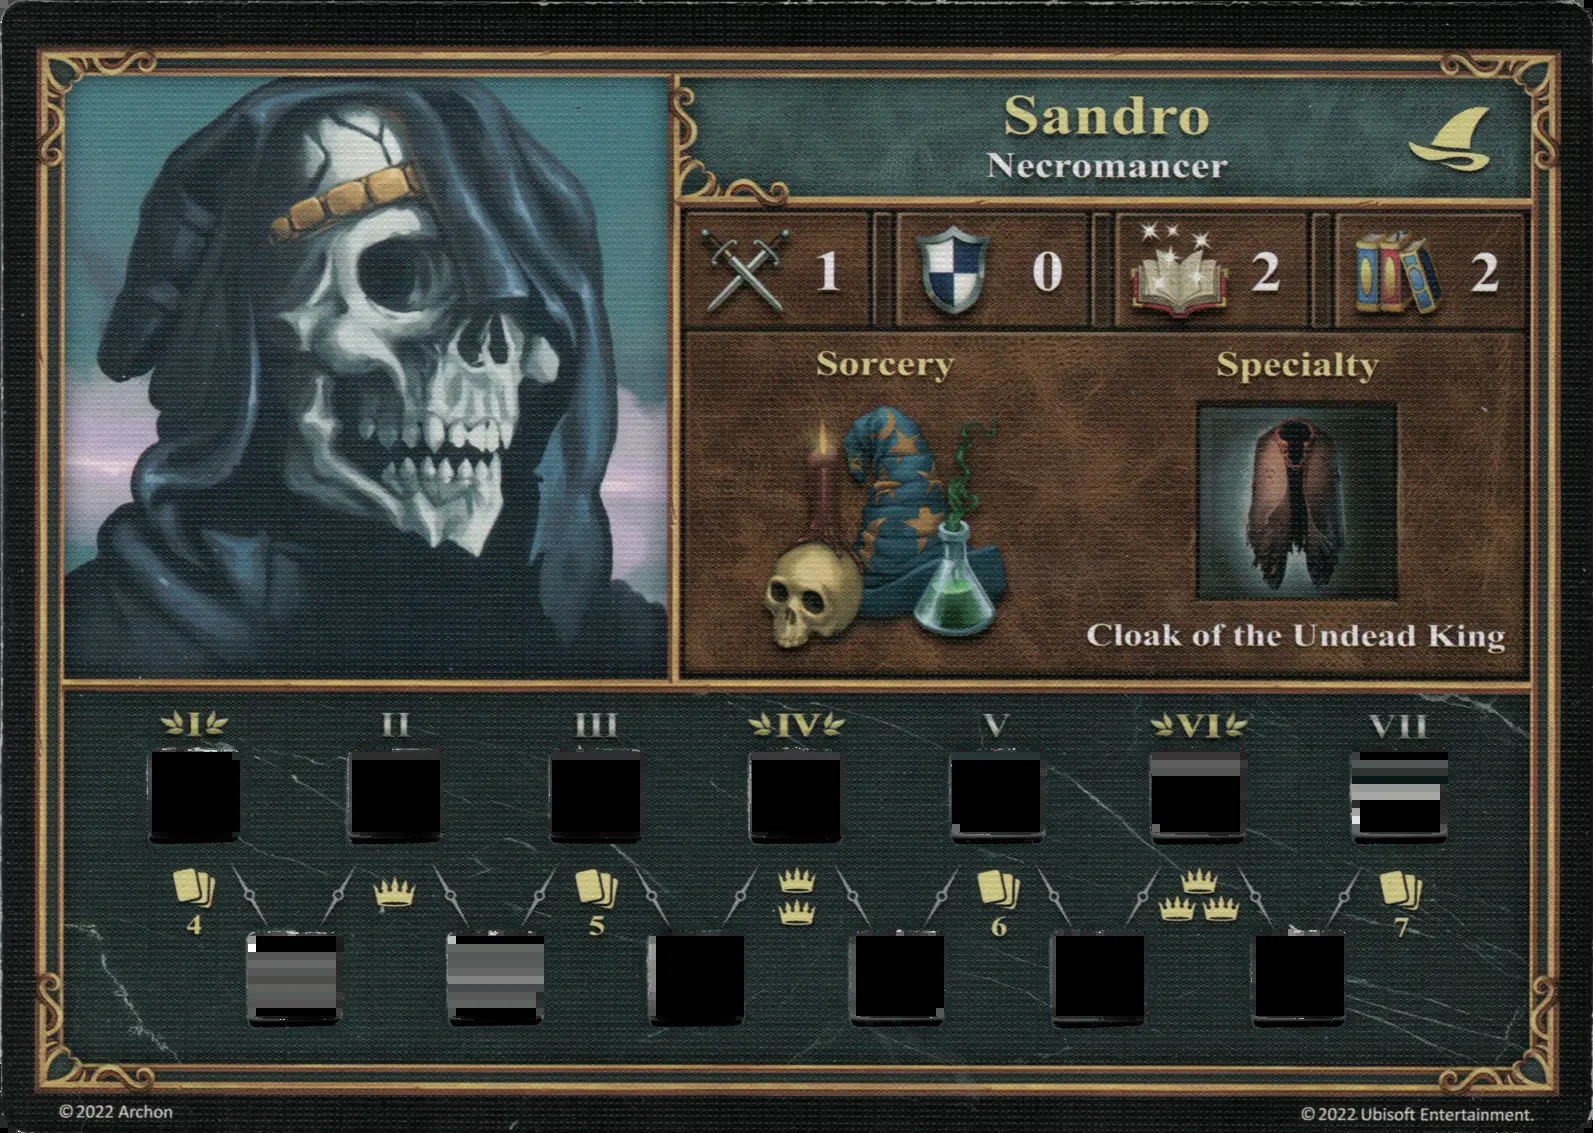 Sandro
Necromancer
1 0 2 2
Sorcery Specialty
Cloak of the Undead King
I II III IV V VI VII
4 5 6 7
©2022 Archon ©2022 Ubisoft Entertainment.